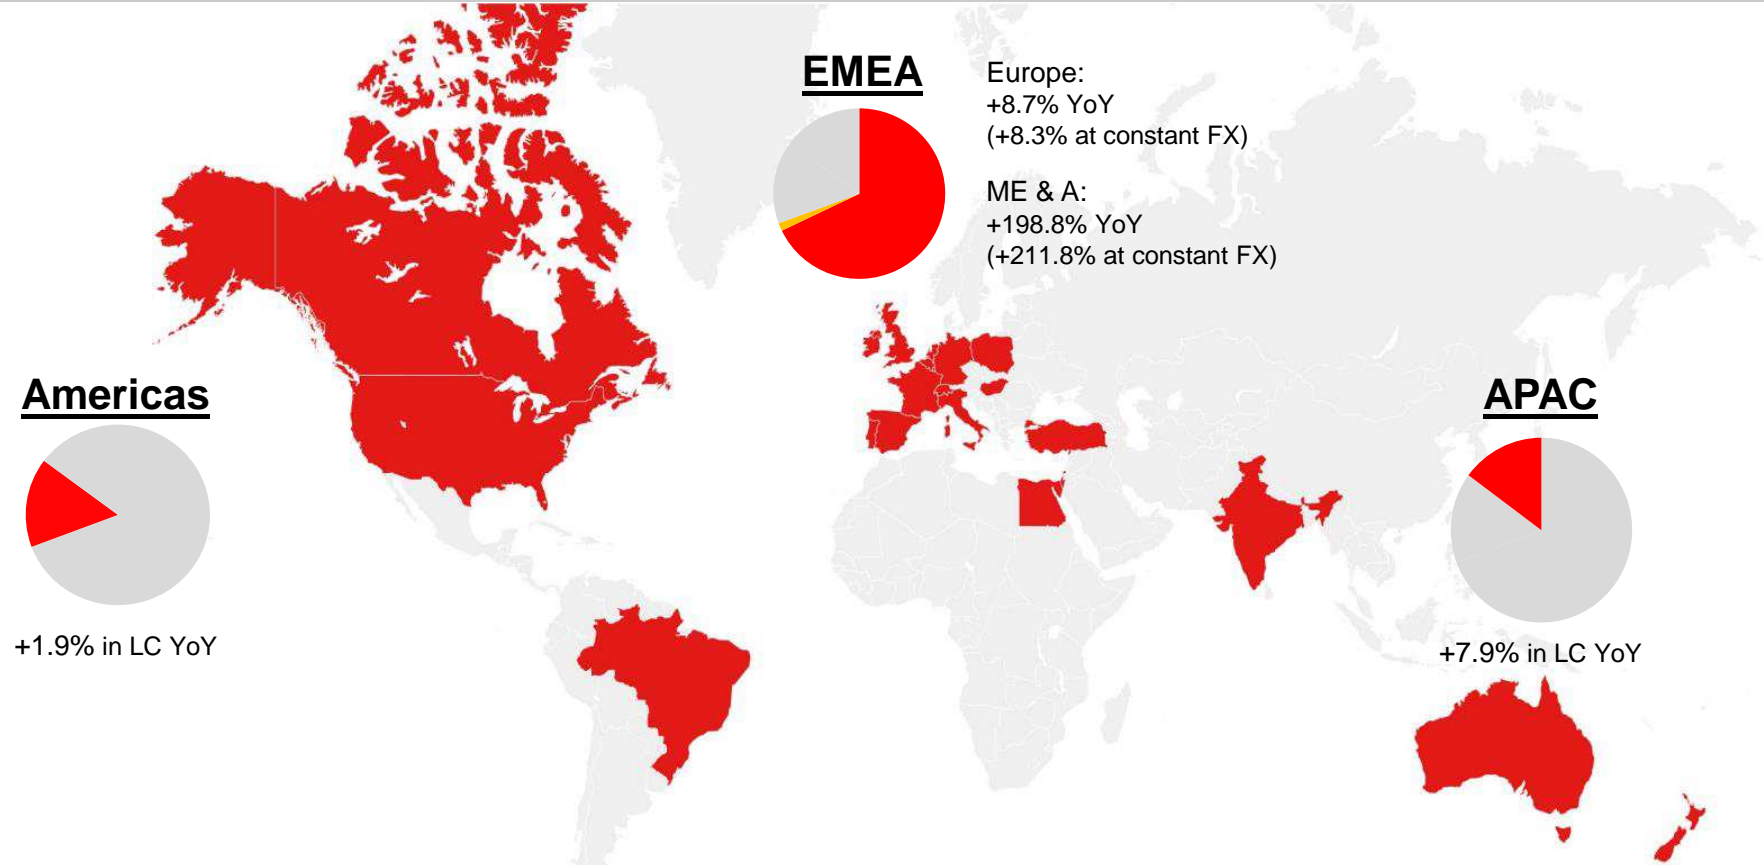 EMEA
Europe:
+8.7% YoY
(+8.3% at constant FX)
ME & A:
+198.8% YoY
(+211.8% at constant FX)
Americas
+1.9% in LC YoY
APAC
+7.9% in LC YoY